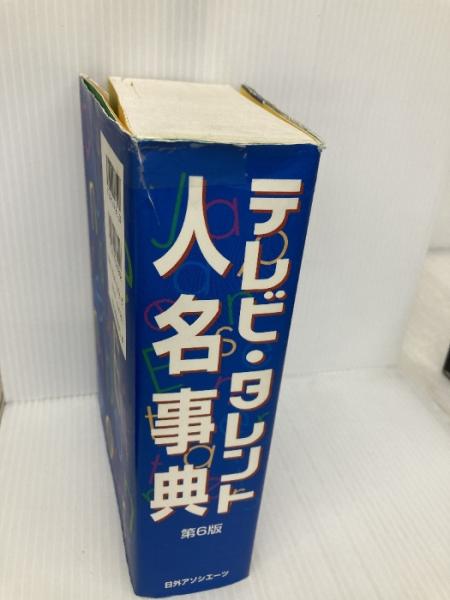 テレビ・タレント
人名事典
第6版
日外アソシエーツ